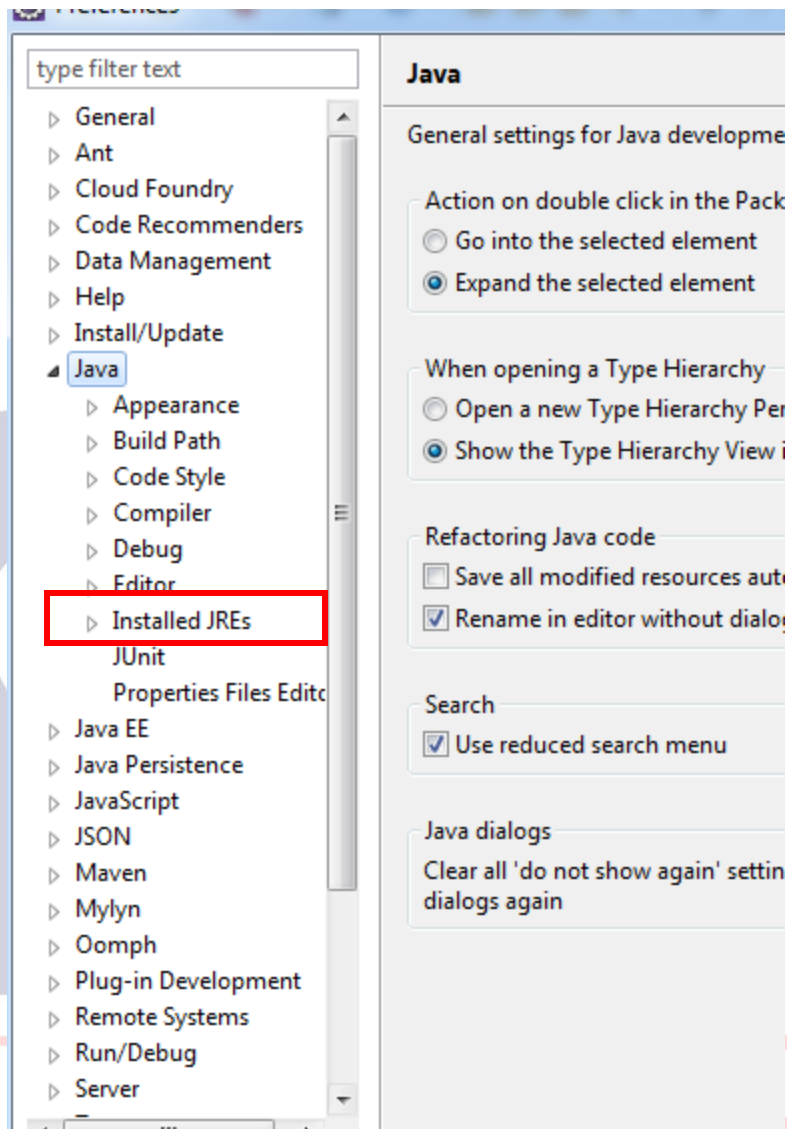 Preferences
type filter text
General
Ant
Cloud Foundry
Code Recommenders
Data Management
Help
Install/Update
Java
Appearance
Build Path
Code Style
Compiler
Debug
Editor
Installed JREs
JUnit
Properties Files Edito
Java EE
Java Persistence
JavaScript
JSON
Maven
Mylyn
Oomph
Plug-in Development
Remote Systems
Run/Debug
Server
Java
General settings for Java developme
Action on double click in the Pack
Go into the selected element
Expand the selected element
When opening a Type Hierarchy
Open a new Type Hierarchy Per
Show the Type Hierarchy View i
Refactoring Java code
Save all modified resources aut
Rename in editor without dialog
Search
Use reduced search menu
Java dialogs
Clear all 'do not show again' settin
dialogs again